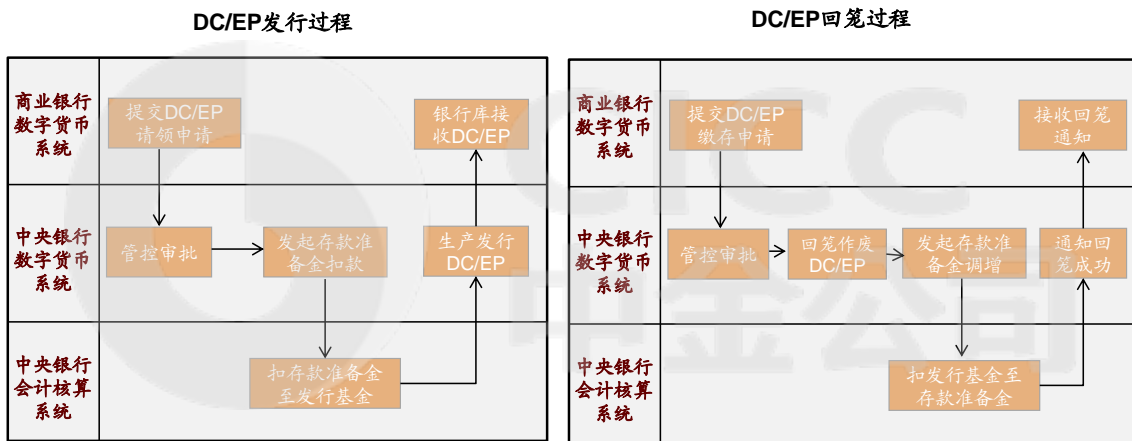 DC/EP发行过程
商业银行
数字货币
系统
提交DC/EP
请领申请
银行库接
收DC/EP
中央银行
数字货币
系统
管控审批
发起存款准
备金扣款
生产发行
DC/EP
中央银行
会计核算
系统
扣存款准备金
至发行基金
DC/EP回笼过程
商业银行
数字货币
系统
提交DC/EP
缴存申请
接收回笼
通知
中央银行
数字货币
系统
管控审批
回笼作废
DC/EP
发起存款准
备金调增
通知回
笼成功
中央银行
会计核算
系统
扣发行基金至
存款准备金
CICC
中金公司